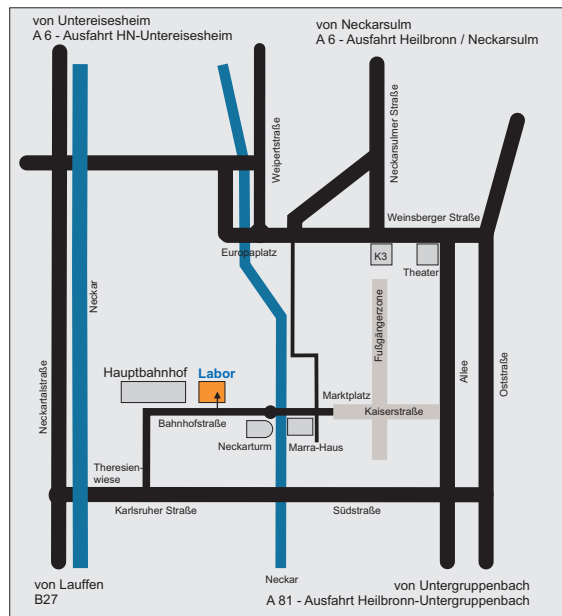 von Untereisesheim
A 6 - Ausfahrt HN-Untereisesheim
von Neckarsulm
A 6 - Ausfahrt Heilbronn / Neckarsulm
Weipertstraße
Neckarsulmer Straße
Weinsberger Straße
Europaplatz
K3
Theater
Neckar
Fußgängerzone
Neckartalstraße
Hauptbahnhof
Labor
Allee
Oststraße
Marktplatz
Kaiserstraße
Bahnhofstraße
Neckarturm
Marra-Haus
Theresien-
wiese
Karlsruher Straße
Südstraße
von Lauffen
B27
Neckar
von Untergruppenbach
A 81 - Ausfahrt Heilbronn-Untergruppenbach